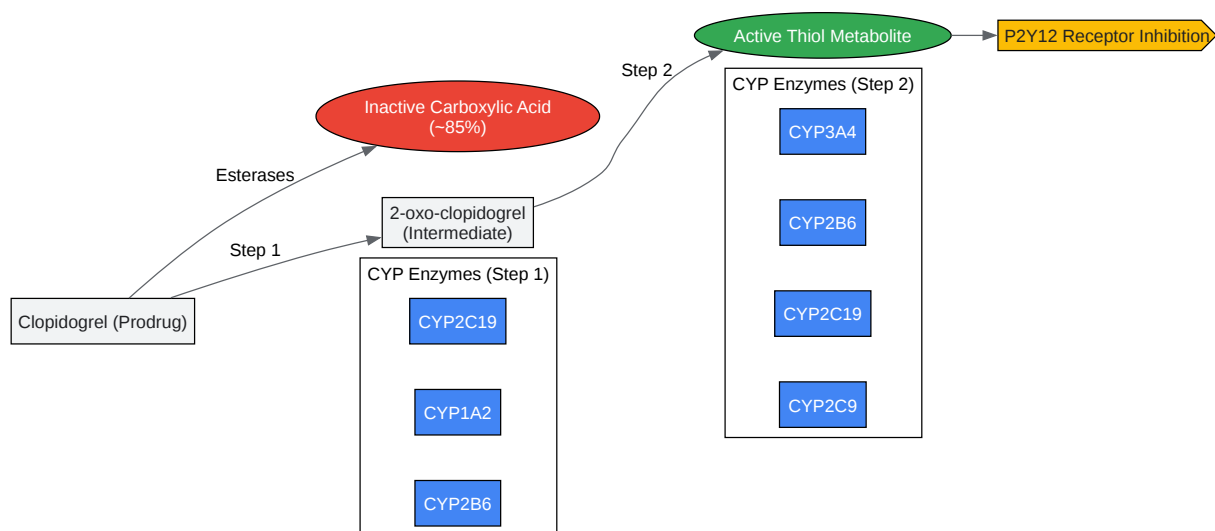 Active Thiol Metabolite
P2Y12 Receptor Inhibition
Step 2
CYP Enzymes (Step 2)
Inactive Carboxylic Acid
(~85%)
CYP3A4
Esterases
2-oxo-clopidogrel
(Intermediate)
CYP2B6
Step 1
CYP Enzymes (Step 1)
Clopidogrel (Prodrug)
CYP2C19
CYP2C19
CYP1A2
CYP2C9
CYP2B6